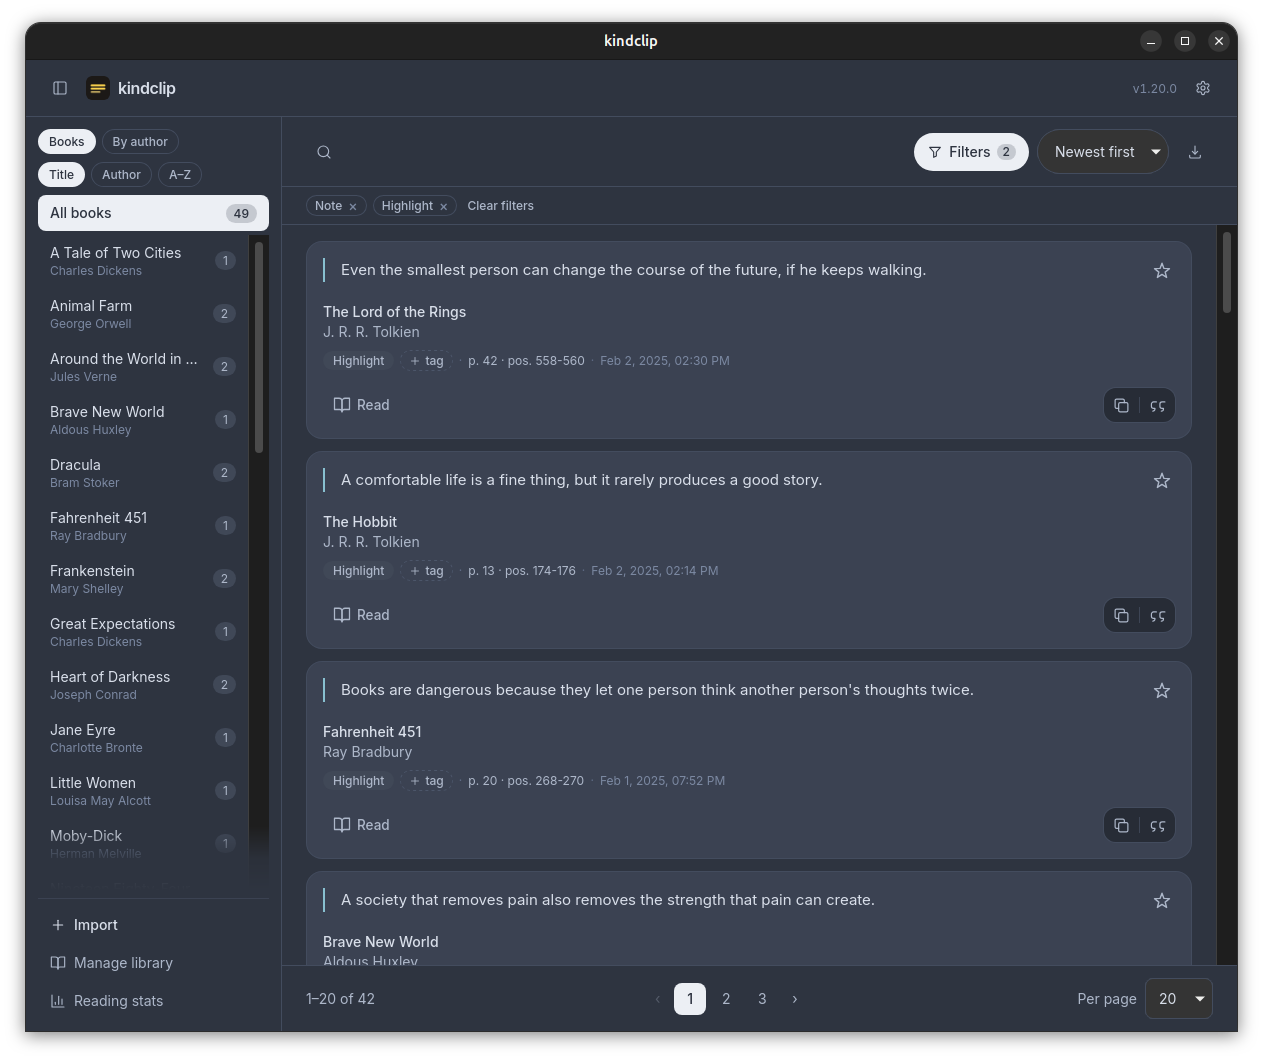 kindclip
kindclip
v1.20.0
Books
By author
Title
Author
A–Z
All books
49
A Tale of Two Cities
Charles Dickens
1
Animal Farm
George Orwell
2
Around the World in ...
Jules Verne
2
Brave New World
Aldous Huxley
1
Dracula
Bram Stoker
2
Fahrenheit 451
Ray Bradbury
1
Frankenstein
Mary Shelley
2
Great Expectations
Charles Dickens
1
Heart of Darkness
Joseph Conrad
2
Jane Eyre
Charlotte Bronte
1
Little Women
Louisa May Alcott
1
Moby-Dick
Herman Melville
1
Import
Manage library
Reading stats
Filters 2
Newest first
Note ×
Highlight ×
Clear filters
Even the smallest person can change the course of the future, if he keeps walking.
The Lord of the Rings
J. R. R. Tolkien
Highlight + tag · p. 42 · pos. 558-560 · Feb 2, 2025, 02:30 PM
Read
A comfortable life is a fine thing, but it rarely produces a good story.
The Hobbit
J. R. R. Tolkien
Highlight + tag · p. 13 · pos. 174-176 · Feb 2, 2025, 02:14 PM
Read
Books are dangerous because they let one person think another person's thoughts twice.
Fahrenheit 451
Ray Bradbury
Highlight + tag · p. 20 · pos. 268-270 · Feb 1, 2025, 07:52 PM
Read
A society that removes pain also removes the strength that pain can create.
Brave New World
Aldous Huxley
1–20 of 42
‹ 1 2 3 ›
Per page 20